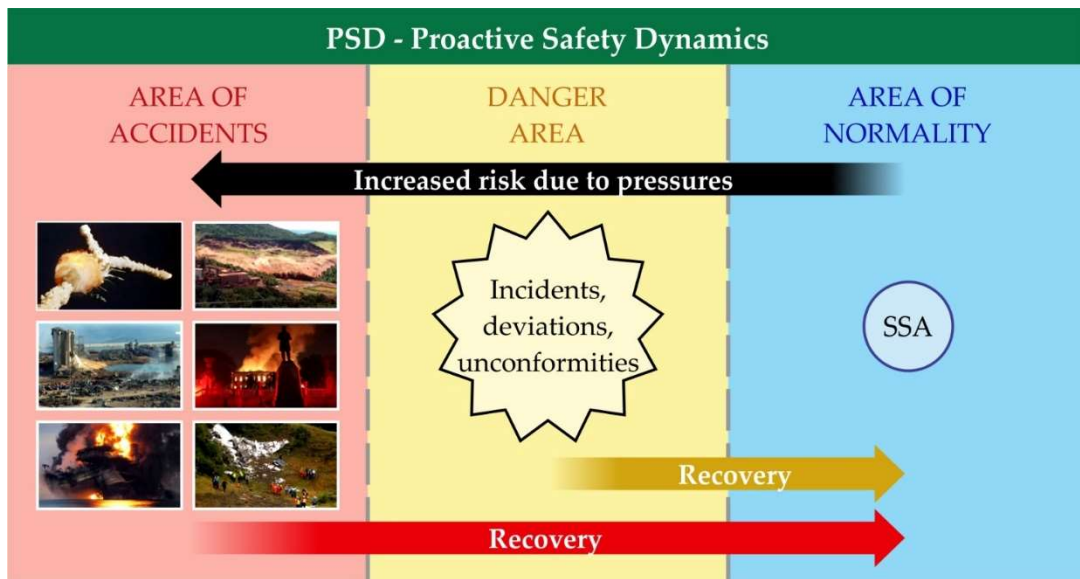 PSD - Proactive Safety Dynamics
AREA OF
ACCIDENTS
DANGER
AREA
AREA OF
NORMALITY
Increased risk due to pressures
Incidents,
deviations,
unconformities
SSA
Recovery
Recovery